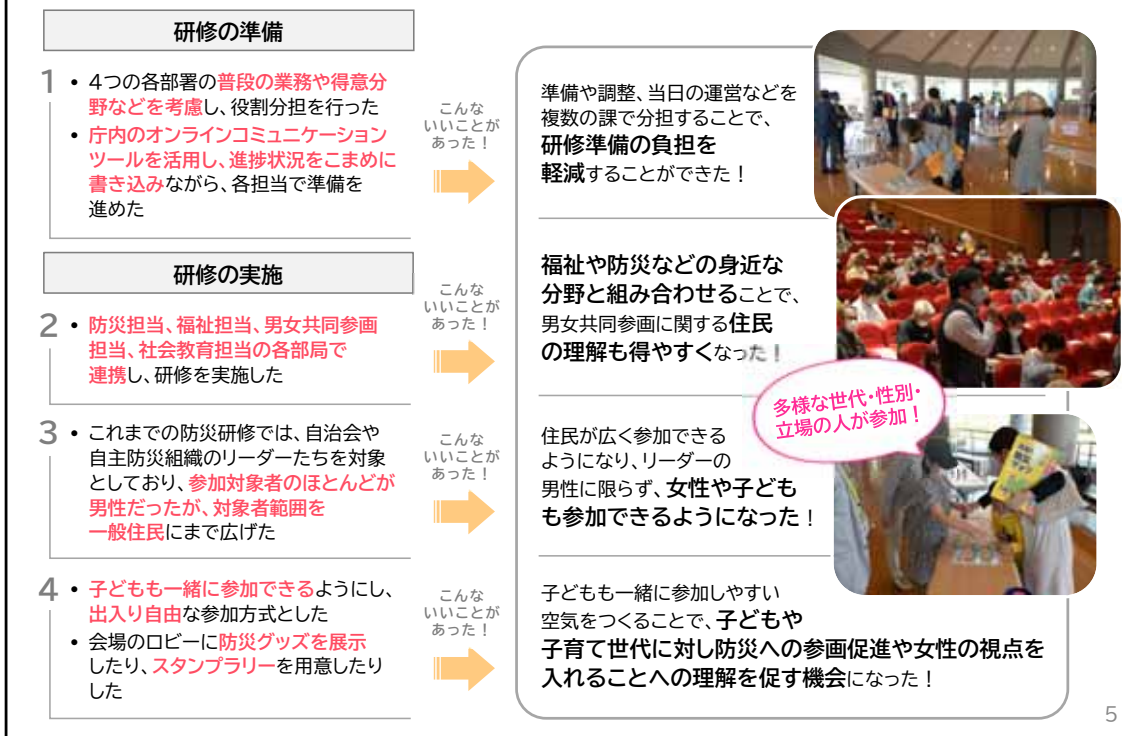 研修の準備
1
• 4つの各部署の普段の業務や得意分
野などを考慮し、役割分担を行った
• 庁内のオンラインコミュニケーション
ツールを活用し、進捗状況をこまめに
書き込みながら、各担当で準備を
進めた
こんな
いいことが
あった！
準備や調整、当日の運営などを
複数の課で分担することで、
研修準備の負担を
軽減することができた！
研修の実施
2
• 防災担当、福祉担当、男女共同参画
担当、社会教育担当の各部局で
連携し、研修を実施した
こんな
いいことが
あった！
福祉や防災などの身近な
分野と組み合わせることで、
男女共同参画に関する住民
の理解も得やすくなった！
多様な世代・性別・
立場の人が参加！
3
• これまでの防災研修では、自治会や
自主防災組織のリーダーたちを対象
としており、参加対象者のほとんどが
男性だったが、対象者範囲を
一般住民にまで広げた
こんな
いいことが
あった！
住民が広く参加できる
ようになり、リーダーの
男性に限らず、女性や子ども
も参加できるようになった！
4
• 子どもも一緒に参加できるようにし、
出入り自由な参加方式とした
• 会場のロビーに防災グッズを展示
したり、スタンプラリーを用意したり
した
こんな
いいことが
あった！
子どもも一緒に参加しやすい
空気をつくることで、子どもや
子育て世代に対し防災への参画促進や女性の視点を
入れることへの理解を促す機会になった！
5